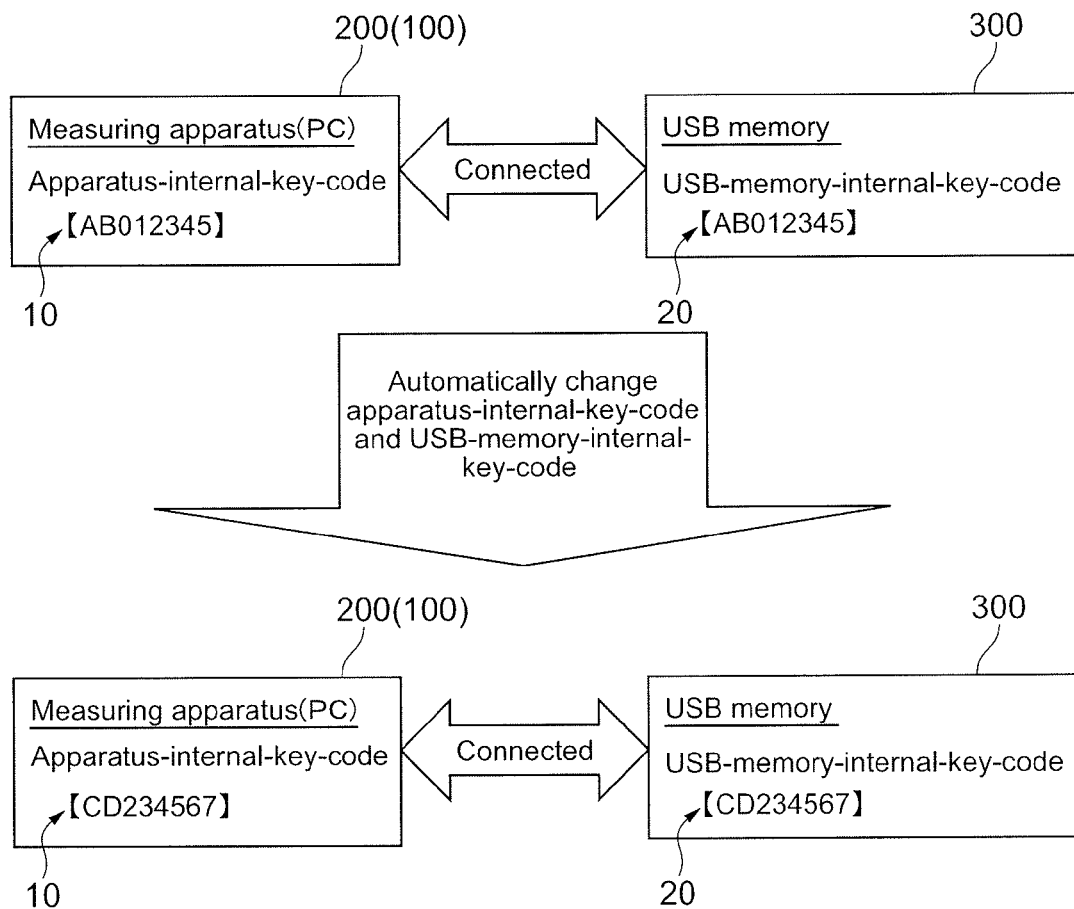 200(100)
300
Measuring apparatus(PC)
Apparatus-internal-key-code
【AB012345】
10
Connected
USB memory
USB-memory-internal-key-code
【AB012345】
20
Automatically change
apparatus-internal-key-code
and USB-memory-internal-
key-code
200(100)
300
Measuring apparatus(PC)
Apparatus-internal-key-code
【CD234567】
10
Connected
USB memory
USB-memory-internal-key-code
【CD234567】
20